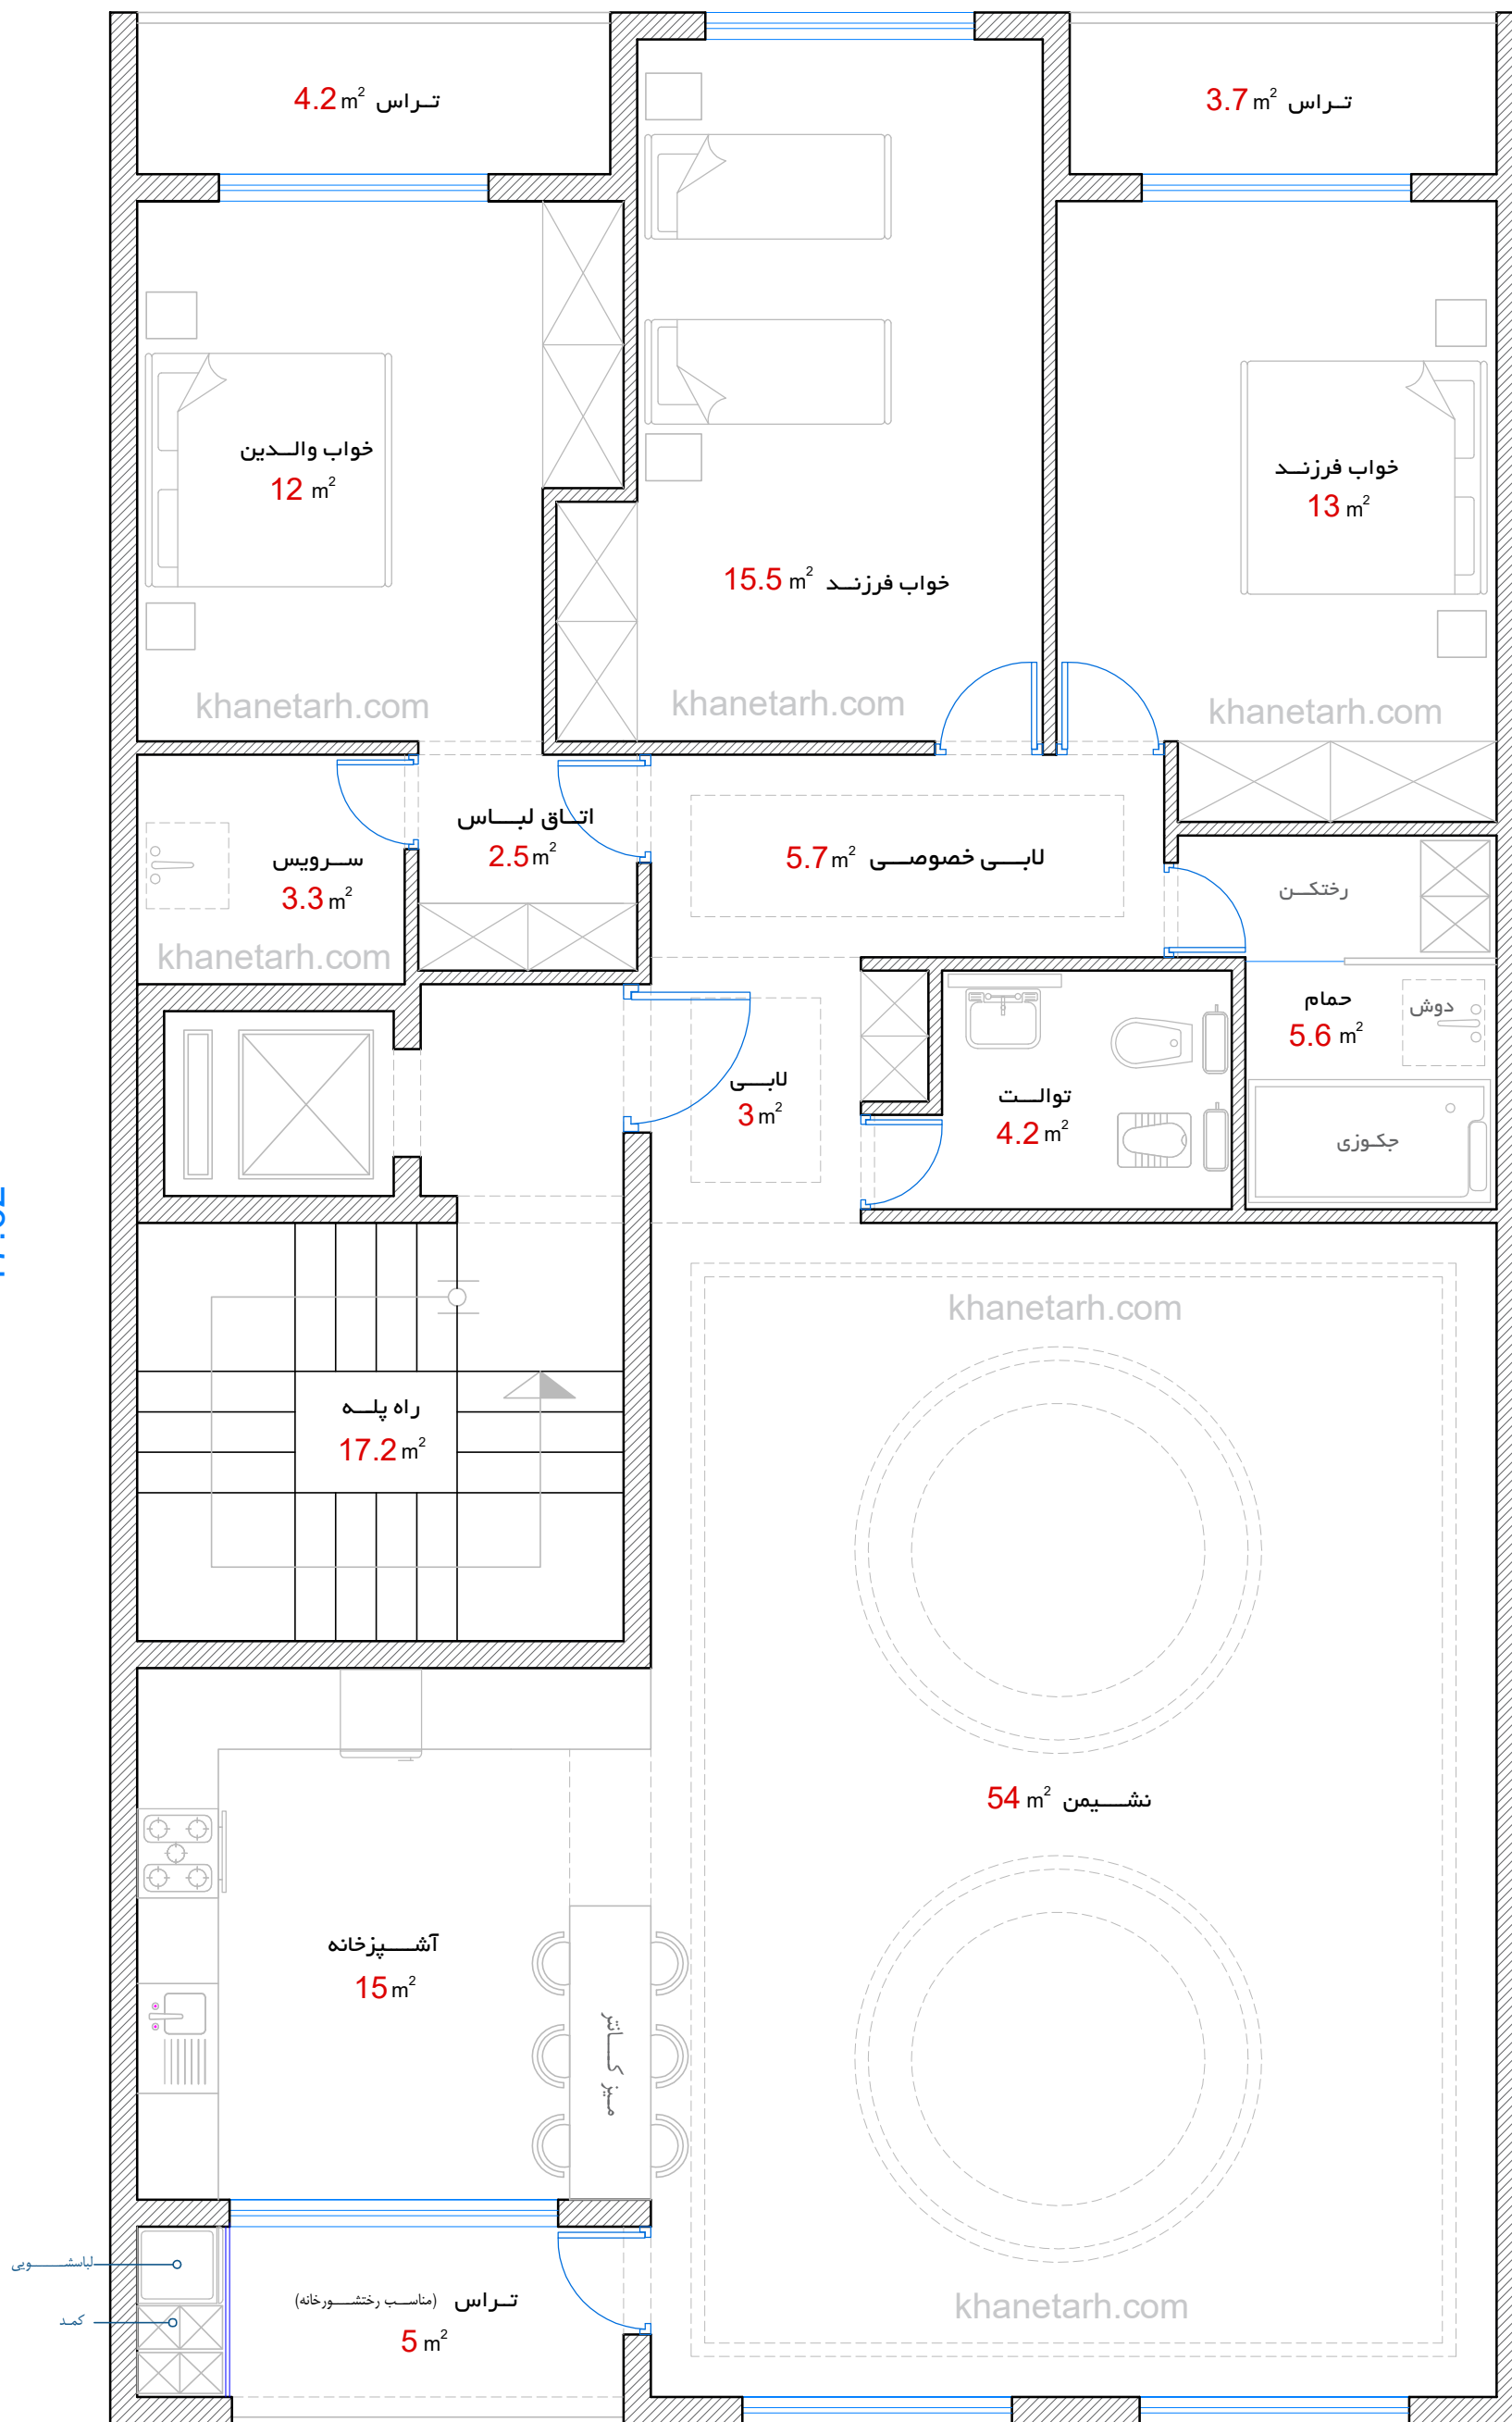 تراس 4.2 m²
تراس 3.7 m²
خواب والدین
12 m²
خواب فرزند
13 m²
خواب فرزند 15.5 m²
khanetarh.com
khanetarh.com
khanetarh.com
اتاق لباس
2.5 m²
سرویس
3.3 m²
لابی خصوصی 5.7 m²
رختکن
khanetarh.com
حمام
5.6 m²
دوش
لابی
3 m²
توالت
4.2 m²
جکوزی
khanetarh.com
راه پله
17.2 m²
نشیمن 54 m²
آشپزخانه
15 m²
میز کانتر
لباسشویی
کمد
تراس (مناسب رختشورخانه)
5 m²
khanetarh.com